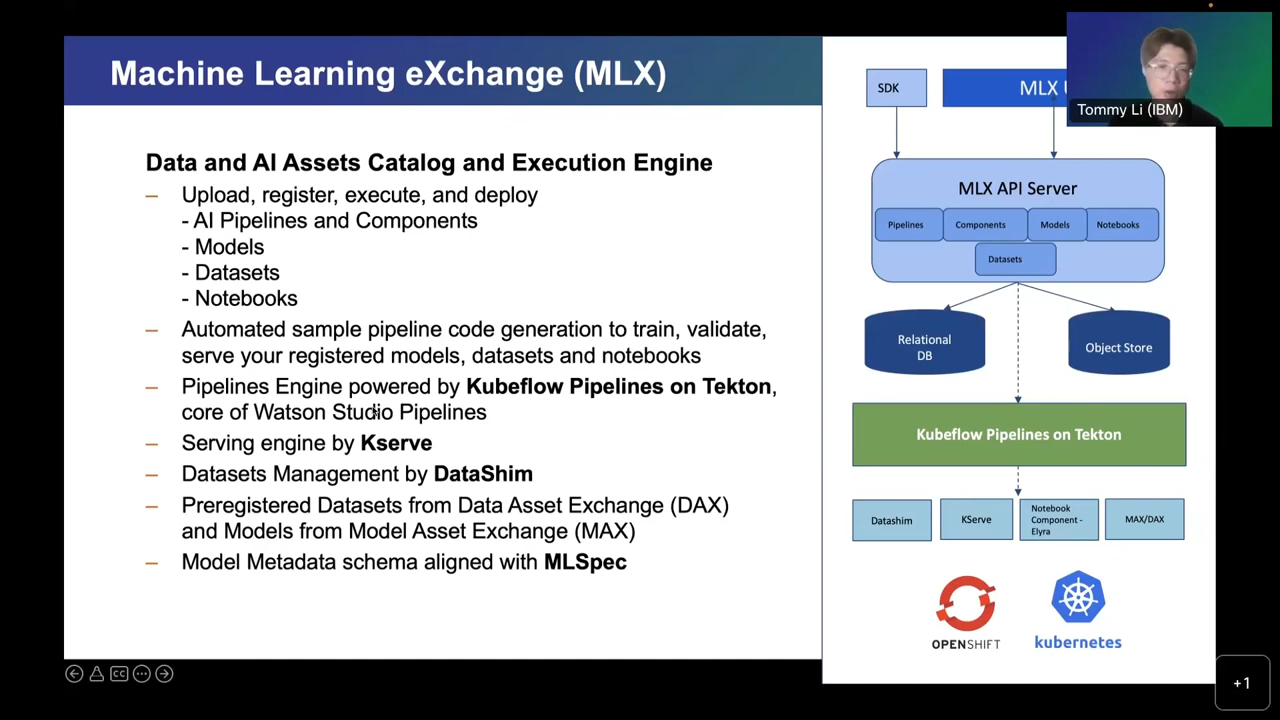 Machine Learning eXchange (MLX)
Data and AI Assets Catalog and Execution Engine
– Upload, register, execute, and deploy
- AI Pipelines and Components
- Models
- Datasets
- Notebooks
– Automated sample pipeline code generation to train, validate,
serve your registered models, datasets and notebooks
– Pipelines Engine powered by Kubeflow Pipelines on Tekton,
core of Watson Studio Pipelines
– Serving engine by Kserve
– Datasets Management by DataShim
– Preregistered Datasets from Data Asset Exchange (DAX)
and Models from Model Asset Exchange (MAX)
– Model Metadata schema aligned with MLSpec
SDK
MLX
Tommy Li (IBM)
MLX API Server
Pipelines
Components
Models
Notebooks
Datasets
Relational
DB
Object Store
Kubeflow Pipelines on Tekton
Datashim
KServe
Notebook
Component -
Elyra
MAX/DAX
OPENSHIFT
kubernetes
CC
+1